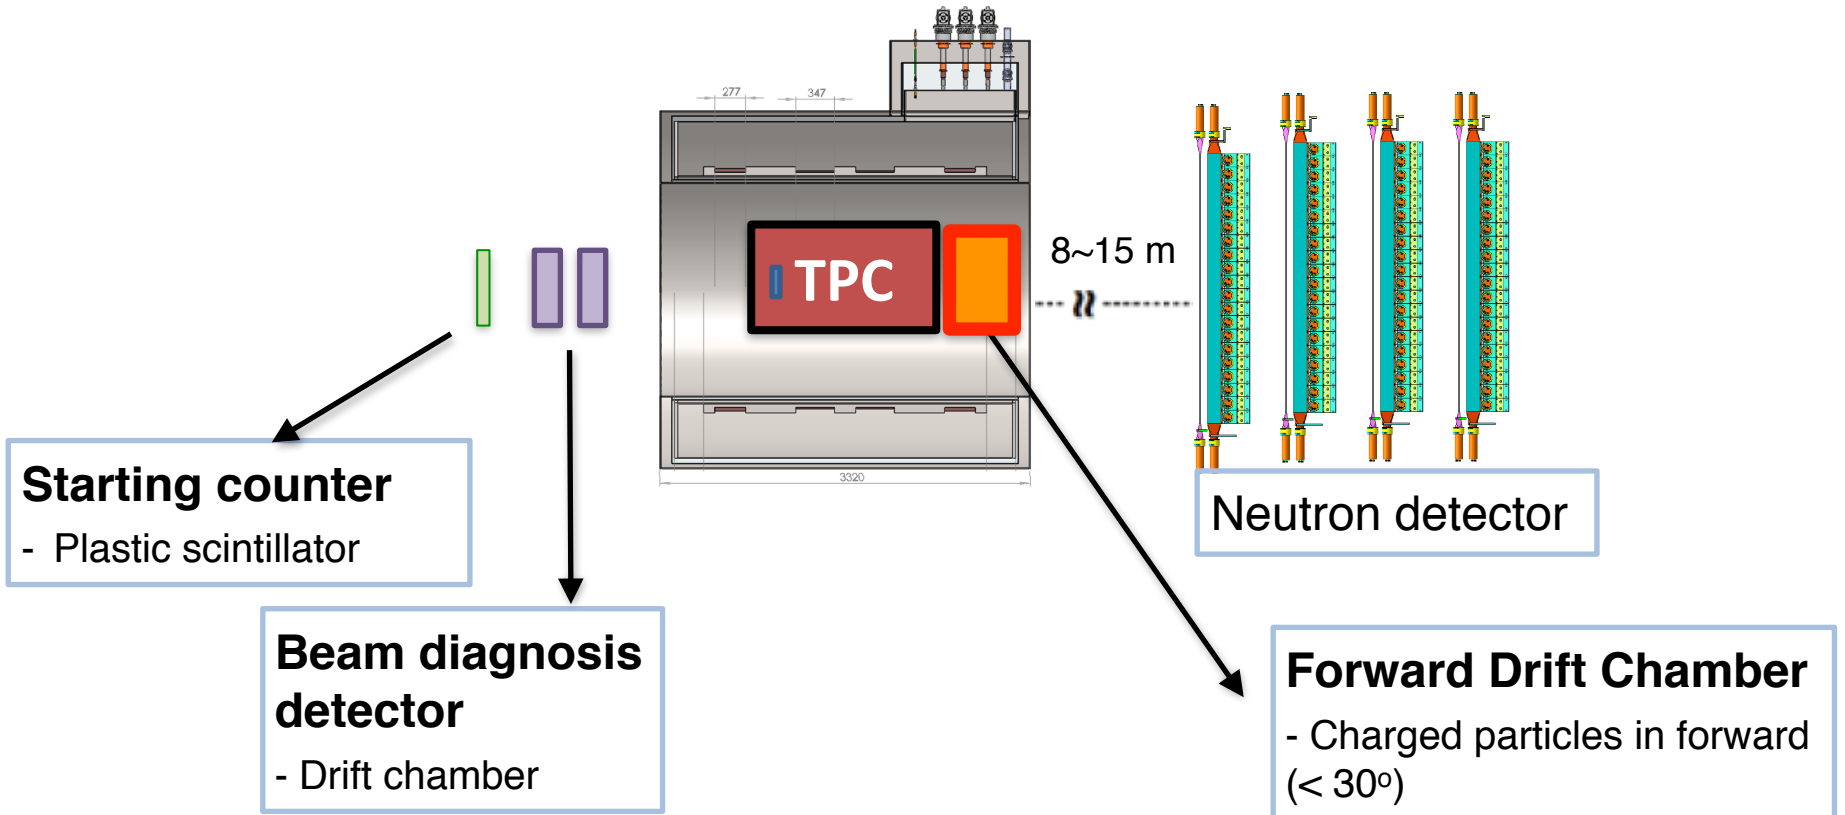 277
347
TPC
8~15 m
3320
Starting counter
- Plastic scintillator
Neutron detector
Beam diagnosis
detector
- Drift chamber
Forward Drift Chamber
- Charged particles in forward
(< 30º)